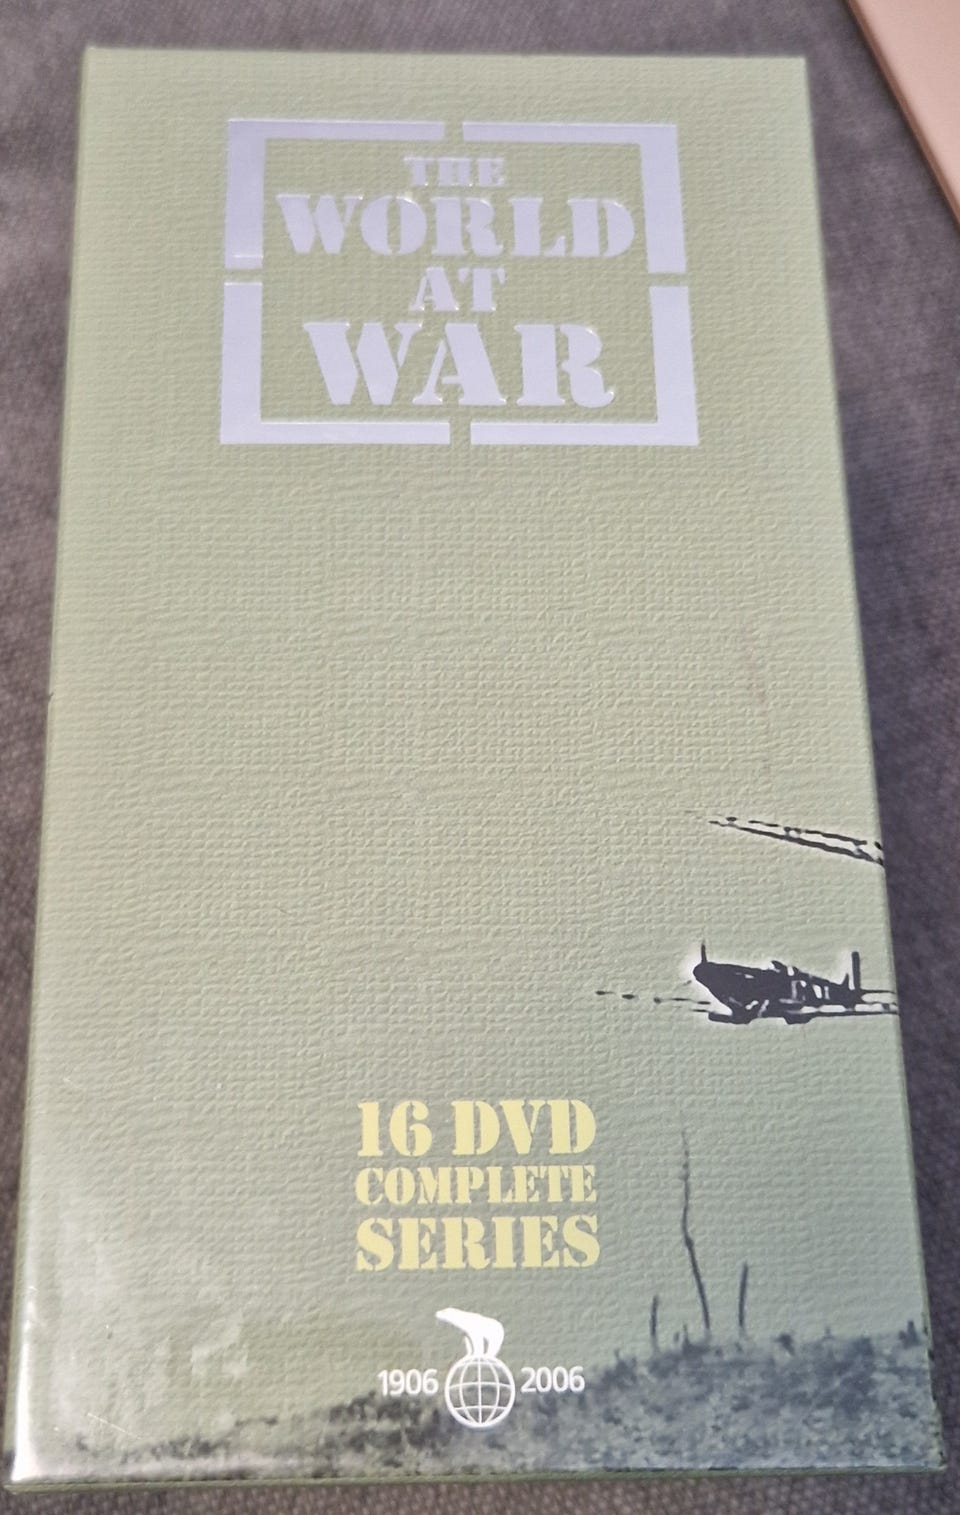 THE
WORLD
AT
WAR
16 DVD
COMPLETE
SERIES
1906 2006